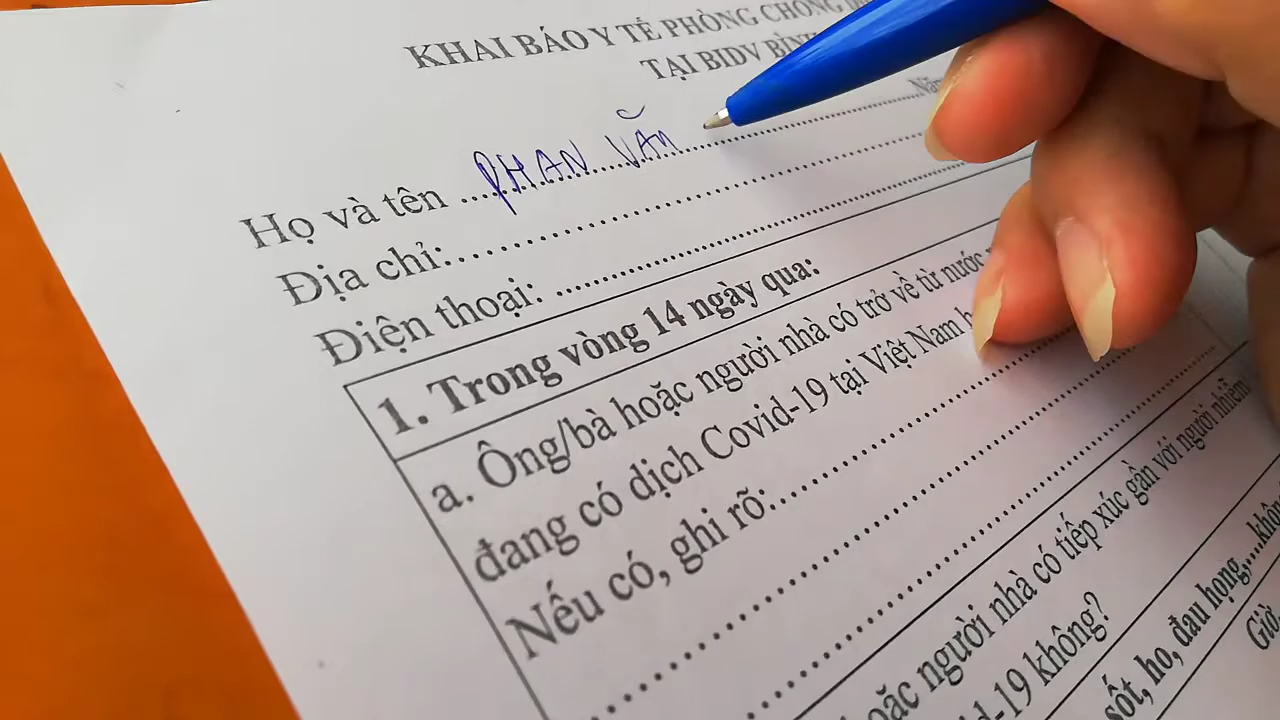 KHAI BÁO Y TẾ PHÒNG CHỐNG
TẠI BIDV BÌNH
Họ và tên PHAN VĂN
Địa chỉ:
Điện thoại:
1. Trong vòng 14 ngày qua:
a. Ông/bà hoặc người nhà có trở về từ nước
đang có dịch Covid-19 tại Việt Nam
Nếu có, ghi rõ:
người nhà có tiếp xúc gần với người nhiễm
-19 không?
sốt, ho, đau họng,